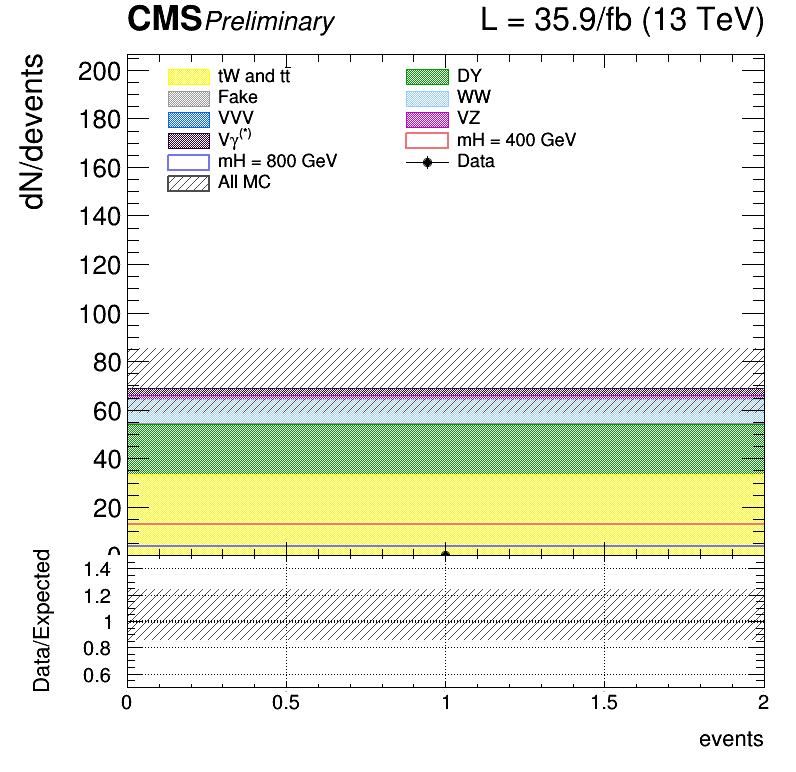 CMS Preliminary L = 35.9/fb (13 TeV)
dN/devents
200
180
160
140
120
100
80
60
40
20
0
tW and tt̄
Fake
VVV
Vγ(*)
mH = 800 GeV
All MC
DY
WW
VZ
mH = 400 GeV
Data
Data/Expected
1.4
1.2
1
0.8
0.6
0 0.5 1 1.5 2
events